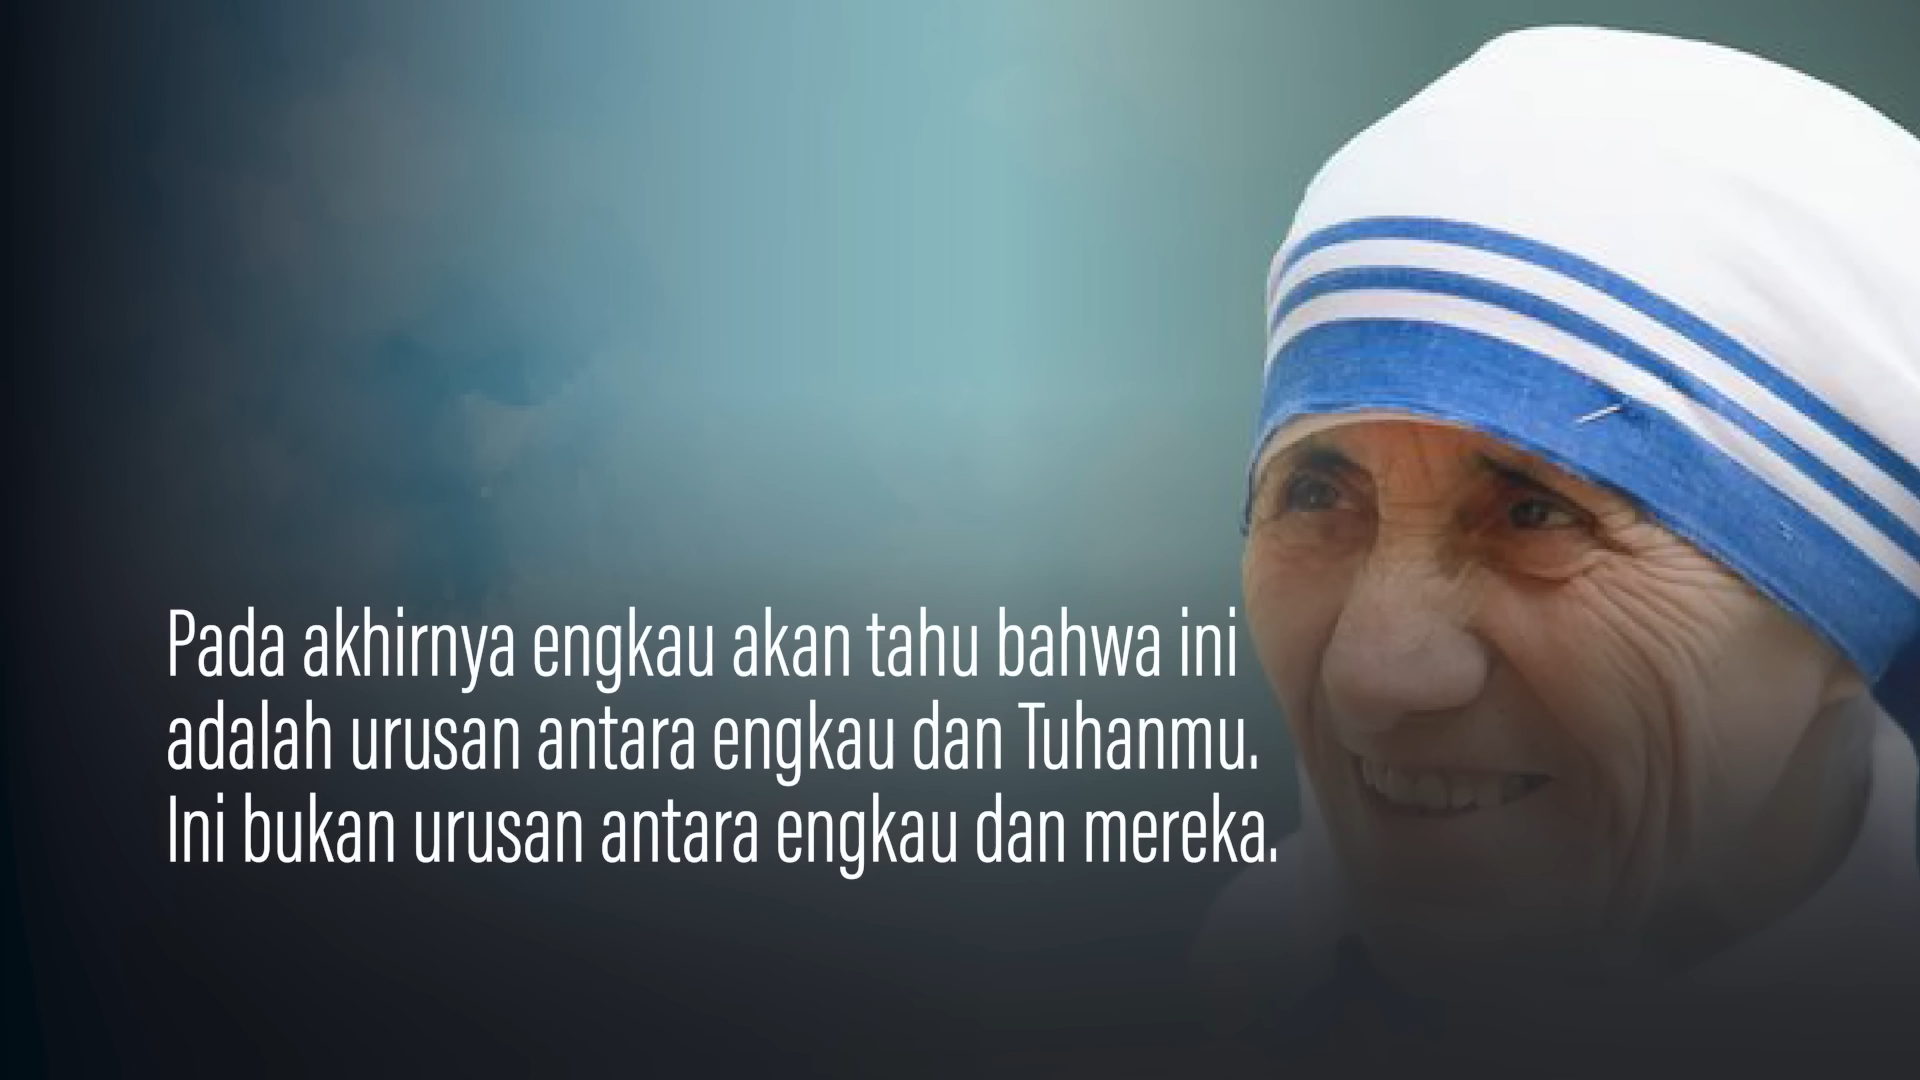 Pada akhirnya engkau akan tahu bahwa ini
adalah urusan antara engkau dan Tuhanmu.
Ini bukan urusan antara engkau dan mereka.